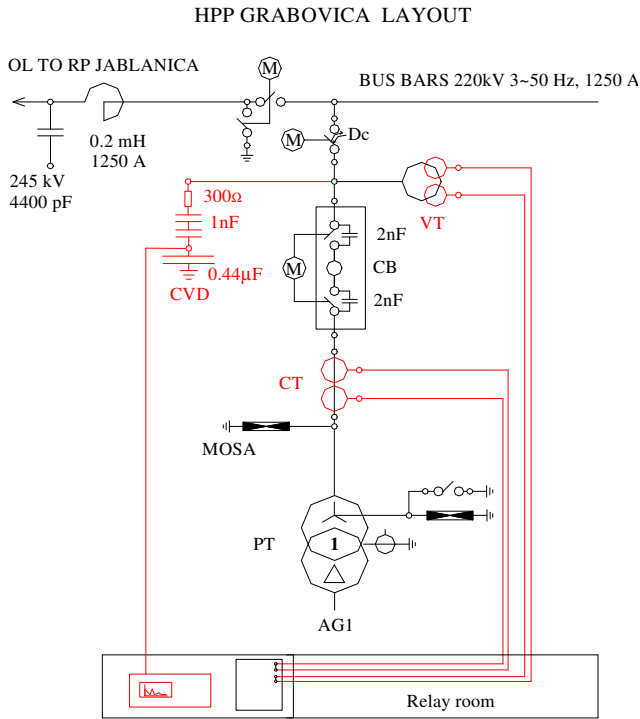 HPP GRABOVICA LAYOUT
OL TO RP JABLANICA
M
BUS BARS 220kV 3~50 Hz, 1250 A
0.2 mH
1250 A
M
Dc
245 kV
4400 pF
300Ω
1nF
VT
2nF
M
CB
0.44μF
CVD
2nF
CT
MOSA
PT
1
AG1
Relay room